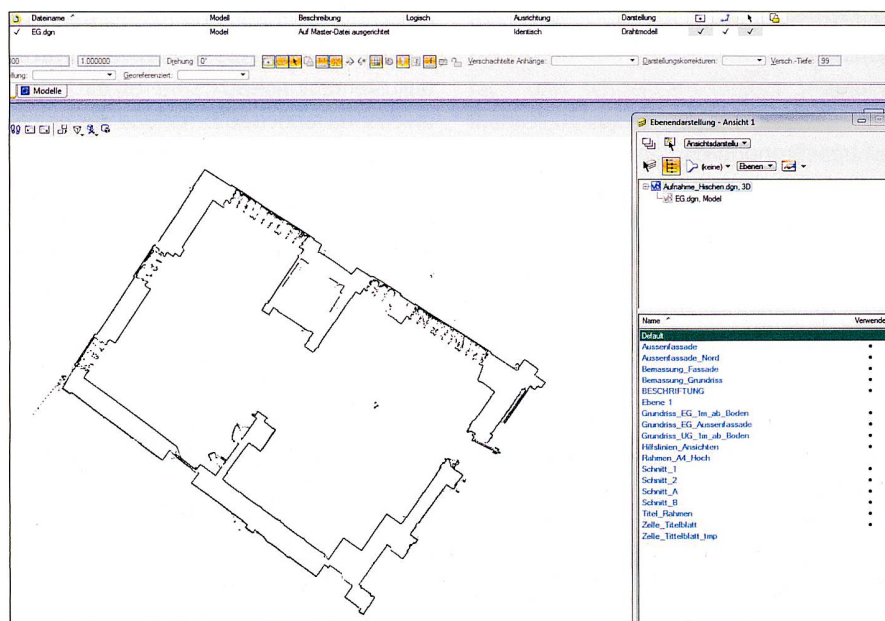 Dateiname Modell Beschreibung Logisch Ausrichtung Darstellung
EG.dgn Model Auf Master-Datei ausgerichtet Identisch Drahtmodell
1.000000 Drehung 0° Verschachtelte Anhänge: Darstellungskorrekturen: Versch.-Tiefe: 99
Georeferenziert:
Modelle
Ebenendarstellung - Ansicht 1
Ansichtsdarstellu
(keine) Ebenen
Aufnahme_Hischen.dgn, 3D
EG.dgn, Model
Name Verwende
Default
Aussenfassade
Aussenfassade_Nord
Bemassung_Fassade
Bemassung_Grundriss
BESCHRIFTUNG
Ebene 1
Grundriss_EG_1m_ab_Boden
Grundriss_EG_Aussenfassade
Grundriss_UG_1m_ab_Boden
Hilfslinien_Ansichten
Rahmen_A4_Hoch
Schnitt_1
Schnitt_2
Schnitt_A
Schnitt_B
Titel_Rahmen
Zelle_Titelblatt
Zelle_Tittelblatt_tmp